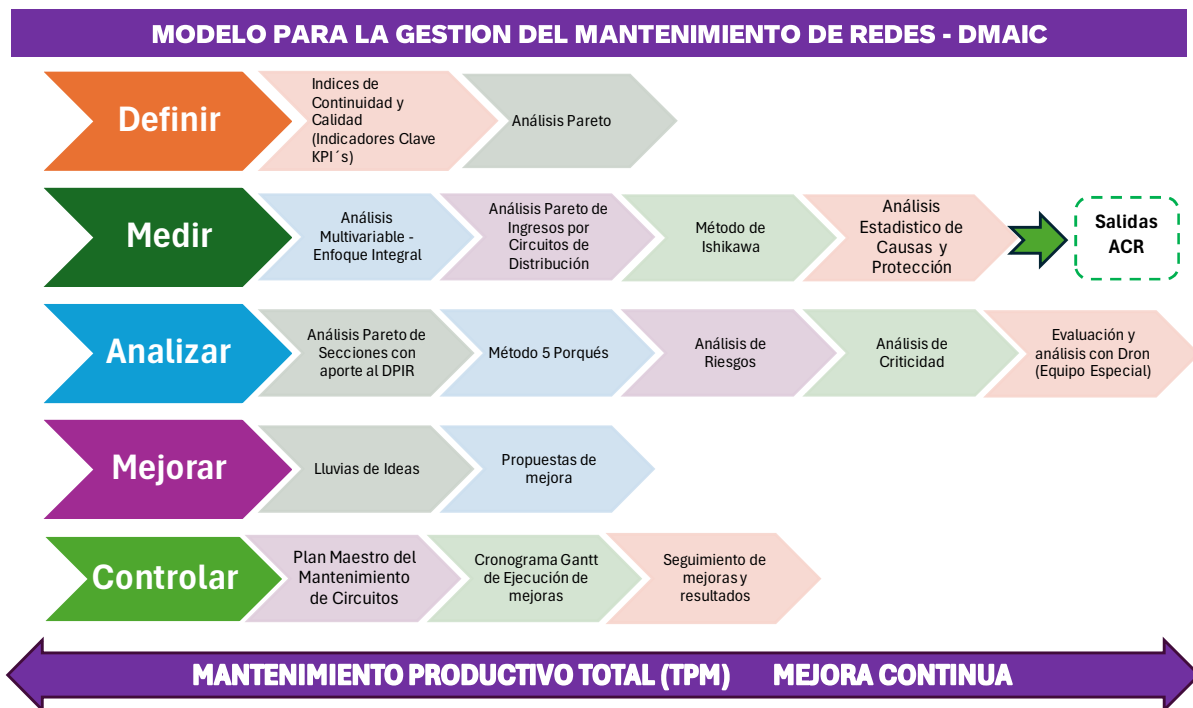 MODELO PARA LA GESTION DEL MANTENIMIENTO DE REDES - DMAIC
Definir
Indices de
Continuidad y
Calidad
(Indicadores Clave
KPI´s)
Análisis Pareto
Medir
Análisis
Multivariable -
Enfoque Integral
Análisis Pareto de
Ingresos por
Circuitos de
Distribución
Método de
Ishikawa
Análisis
Estadistico de
Causas y
Protección
Salidas
ACR
Analizar
Análisis Pareto de
Secciones con
aporte al DPIR
Método 5 Porqués
Análisis de
Riesgos
Análisis de
Criticidad
Evaluación y
análisis con Dron
(Equipo Especial)
Mejorar
Lluvias de Ideas
Propuestas de
mejora
Controlar
Plan Maestro del
Mantenimiento
de Circuitos
Cronograma Gantt
de Ejecución de
mejoras
Seguimiento de
mejoras y
resultados
MANTENIMIENTO PRODUCTIVO TOTAL (TPM) MEJORA CONTINUA